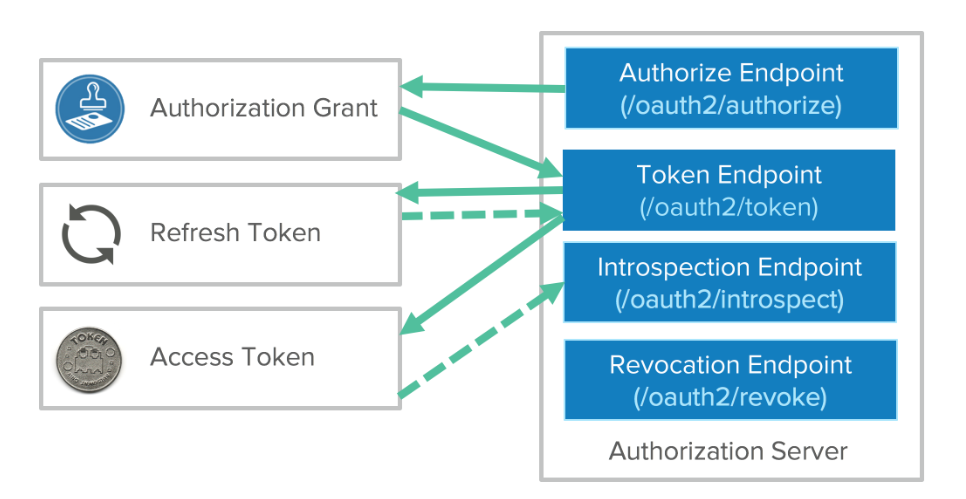 Authorization Grant
Refresh Token
TOKEN
Access Token
Authorize Endpoint
(/oauth2/authorize)
Token Endpoint
(/oauth2/token)
Introspection Endpoint
(/oauth2/introspect)
Revocation Endpoint
(/oauth2/revoke)
Authorization Server